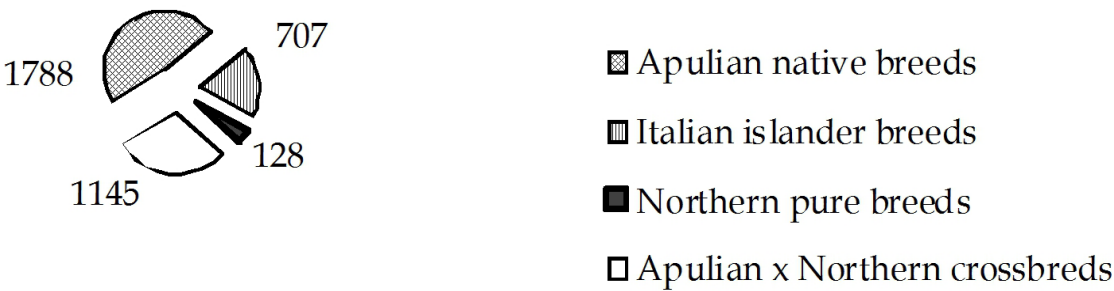 707
1788
128
1145
Apulian native breeds
Italian islander breeds
Northern pure breeds
Apulian x Northern crossbreds